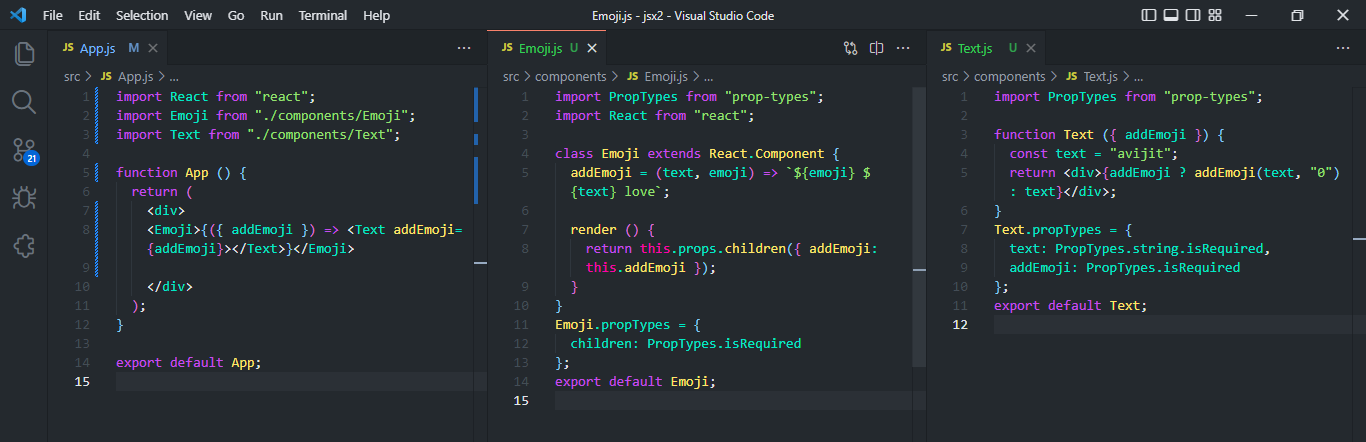 File Edit Selection View Go Run Terminal Help Emoji.js - jsx2 - Visual Studio Code
JS App.js M
src > JS App.js > ...
1 import React from "react";
2 import Emoji from "./components/Emoji";
3 import Text from "./components/Text";
4
5 function App () {
6 return (
7 <div>
8 <Emoji>{({ addEmoji }) => <Text addEmoji=
{addEmoji}></Text>}</Emoji>
9
10 </div>
11 );
12 }
13
14 export default App;
15
21
JS Emoji.js U
src > components > JS Emoji.js > ...
1 import PropTypes from "prop-types";
2 import React from "react";
3
4 class Emoji extends React.Component {
5 addEmoji = (text, emoji) => `${emoji} $
{text} love`;
6
7 render () {
8 return this.props.children({ addEmoji:
this.addEmoji });
9 }
10 }
11 Emoji.propTypes = {
12 children: PropTypes.isRequired
13 };
14 export default Emoji;
15
JS Text.js U
src > components > JS Text.js > ...
1 import PropTypes from "prop-types";
2
3 function Text ({ addEmoji }) {
4 const text = "avijit";
5 return <div>{addEmoji ? addEmoji(text, "0")
: text}</div>;
6 }
7 Text.propTypes = {
8 text: PropTypes.string.isRequired,
9 addEmoji: PropTypes.isRequired
10 };
11 export default Text;
12